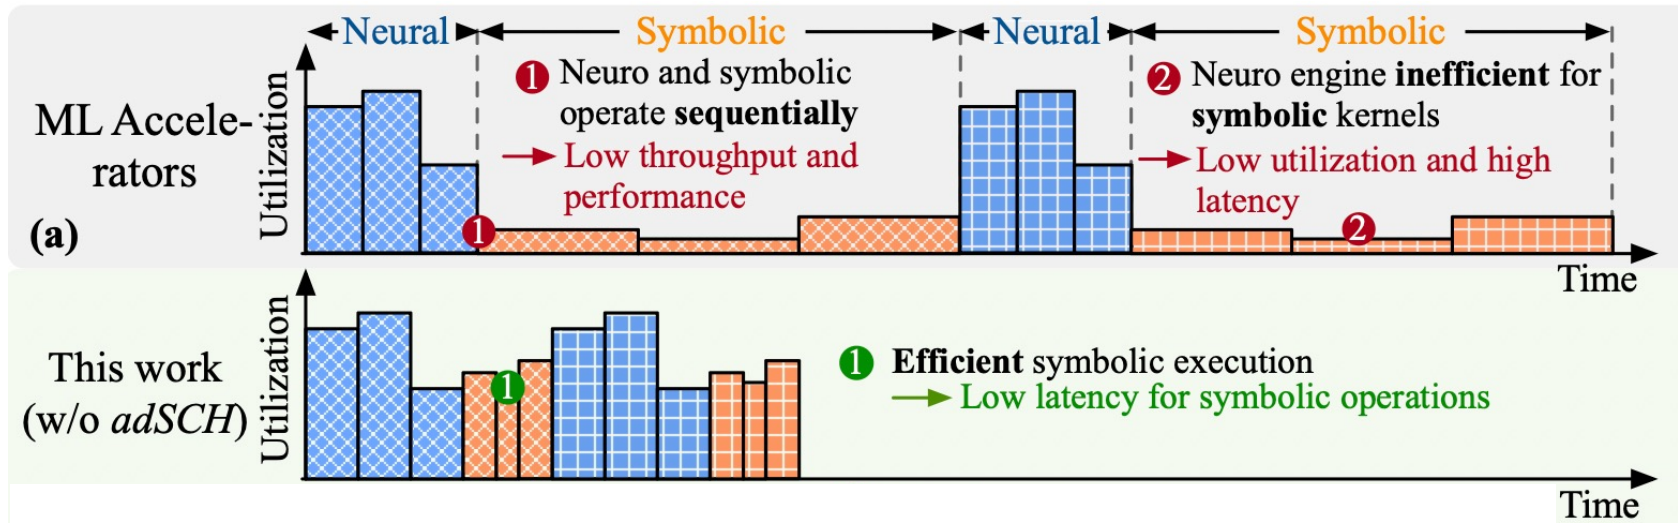 Neural
Symbolic
Neural
Symbolic
ML Accele-
rators
(a)
Utilization
1 Neuro and symbolic
operate sequentially
Low throughput and
performance
2 Neuro engine inefficient for
symbolic kernels
Low utilization and high
latency
1
2
Time
This work
(w/o adSCH)
Utilization
1
1 Efficient symbolic execution
Low latency for symbolic operations
Time